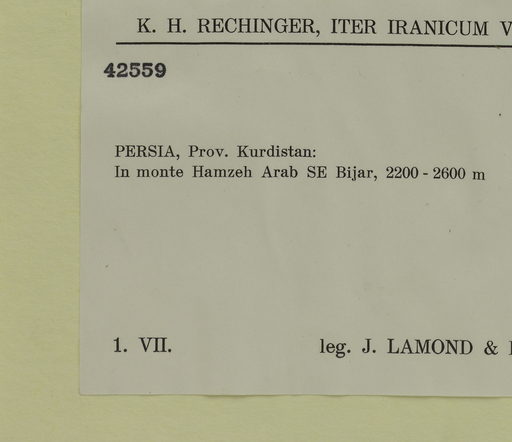 K. H. RECHINGER, ITER IRANICUM V
42559
PERSIA, Prov. Kurdistan:
In monte Hamzeh Arab SE Bijar, 2200 - 2600 m
1. VII. leg. J. LAMOND &